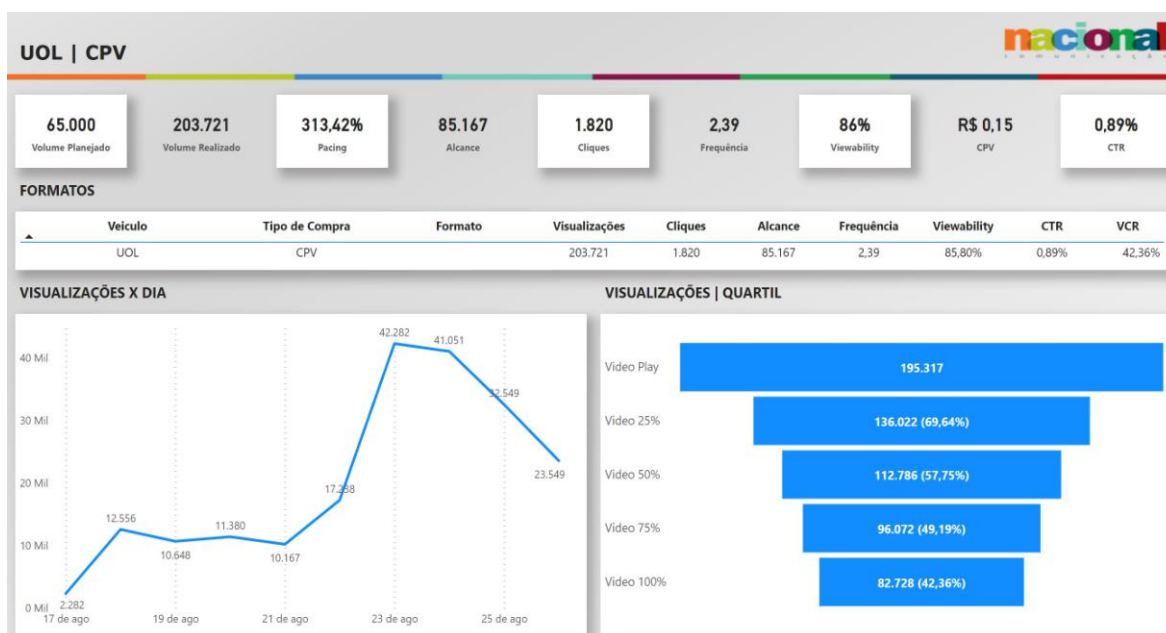 UOL | CPV
nacional
comunicação
65.000
Volume Planejado
203.721
Volume Realizado
313,42%
Pacing
85.167
Alcance
1.820
Cliques
2,39
Frequência
86%
Viewability
R$ 0,15
CPV
0,89%
CTR
FORMATOS
Veiculo Tipo de Compra Formato Visualizações Cliques Alcance Frequência Viewability CTR VCR
UOL CPV 203.721 1.820 85.167 2,39 85,80% 0,89% 42,36%
VISUALIZAÇÕES X DIA
40 Mil
30 Mil
20 Mil
10 Mil
0 Mil
2.282
12.556
10.648
11.380
10.167
17.238
42.282
41.051
32.549
23.549
17 de ago
19 de ago
21 de ago
23 de ago
25 de ago
VISUALIZAÇÕES | QUARTIL
Video Play 195.317
Video 25% 136.022 (69,64%)
Video 50% 112.786 (57,75%)
Video 75% 96.072 (49,19%)
Video 100% 82.728 (42,36%)